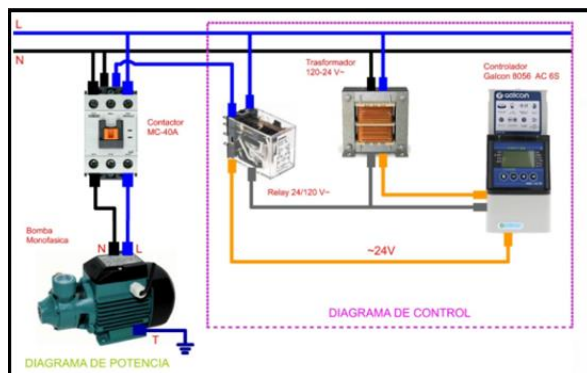 L
N
Trasformador
120-24 V~
Controlador
Galcon 8056 AC 6S
Galcon
Contactor
MC-40A
Relay 24/120 V~
Bomba
Monofasica
N
L
~24V
T
DIAGRAMA DE CONTROL
DIAGRAMA DE POTENCIA